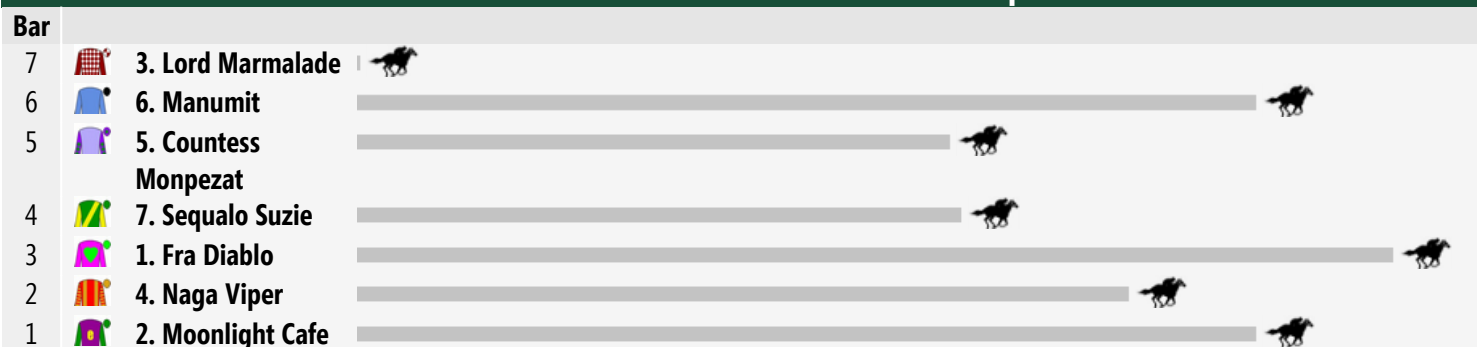 Bar
7 3. Lord Marmalade
6 6. Manumit
5 5. Countess
Monpezat
4 7. Sequalo Suzie
3 1. Fra Diablo
2 4. Naga Viper
1 2. Moonlight Cafe